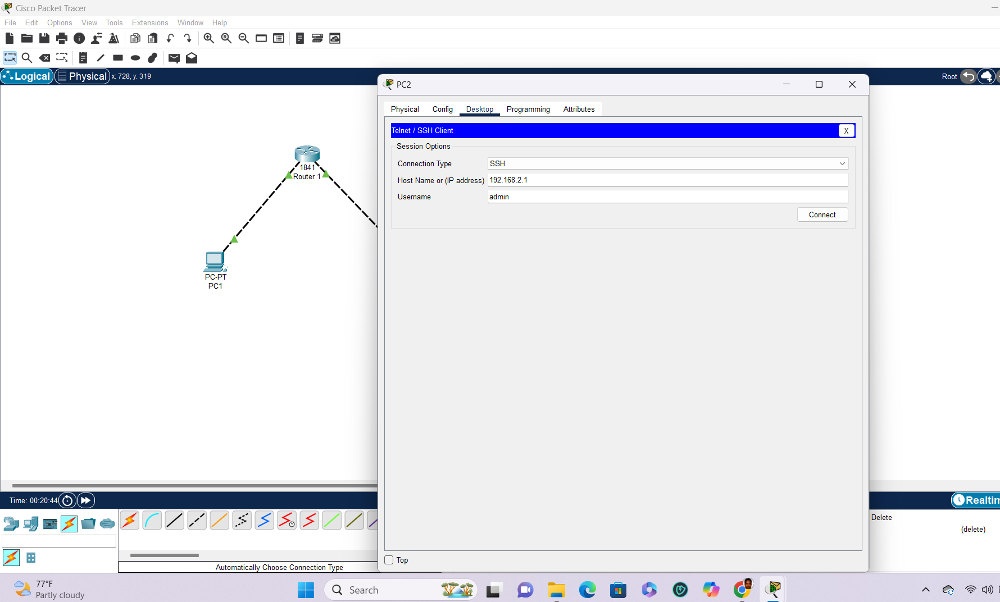 Cisco Packet Tracer
File Edit Options View Tools Extensions Window Help
Logical Physical x: 728, y: 319
Root
PC2
Physical Config Desktop Programming Attributes
Telnet / SSH Client
X
Session Options
Connection Type SSH
Host Name or (IP address) 192.168.2.1
Username admin
Connect
1841
Router 1
PC-PT
PC1
Top
Time: 00:20:44
Realtim
Delete
(delete)
Automatically Choose Connection Type
77°F
Partly cloudy
Search